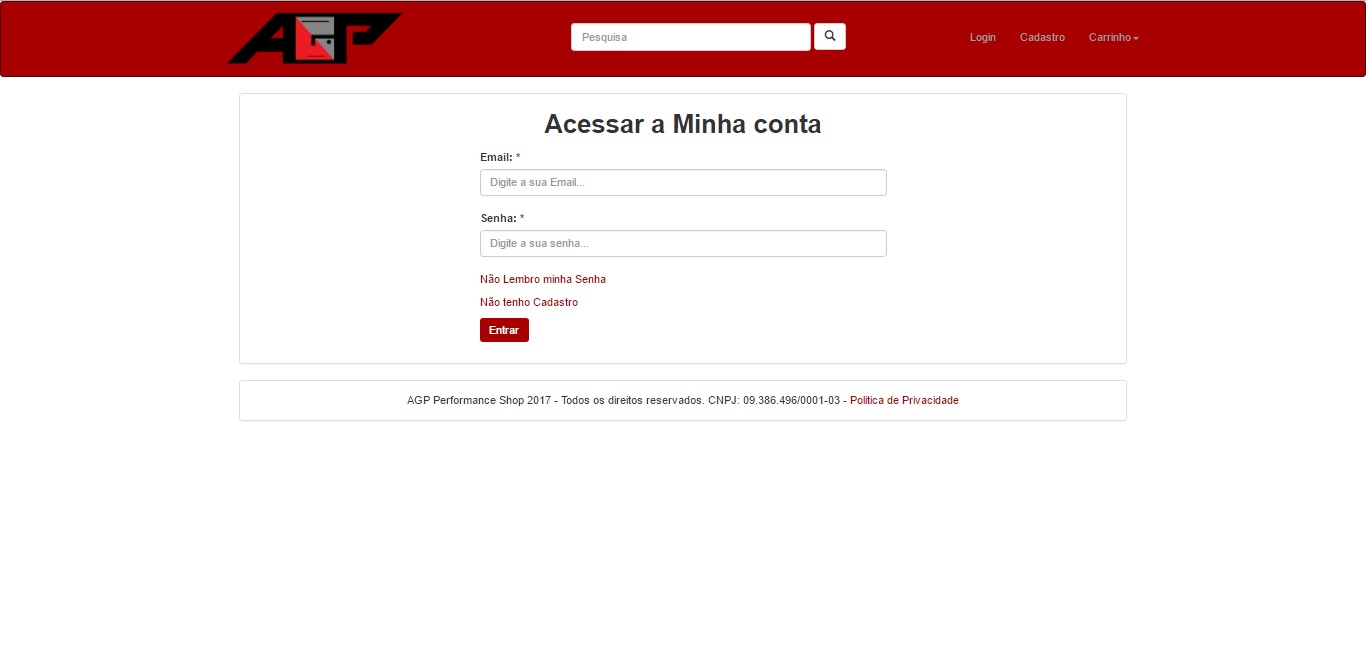 AGP
Pesquisa
Login Cadastro Carrinho
Acessar a Minha conta
Email: *
Digite a sua Email...
Senha: *
Digite a sua senha...
Não Lembro minha Senha
Não tenho Cadastro
Entrar
AGP Performance Shop 2017 - Todos os direitos reservados. CNPJ: 09.386.496/0001-03 - Politica de Privacidade